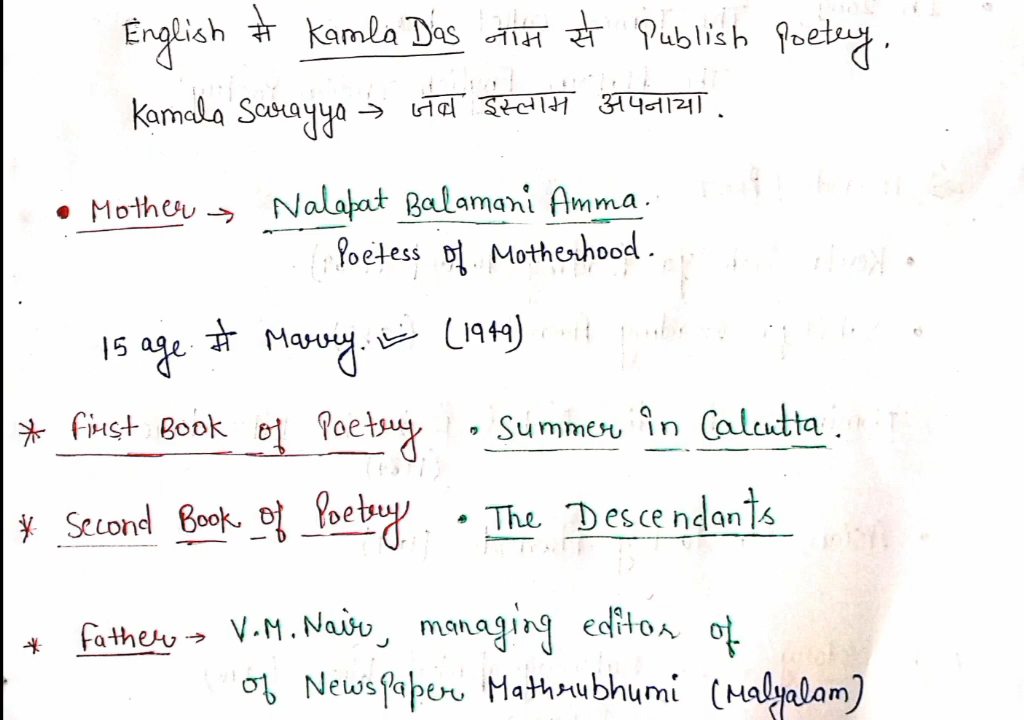 English में Kamla Das नाम से Publish Poetry.
Kamala Sarayya → जब इस्लाम अपनाया.
• Mother → Nalapat Balamani Amma.
Poetess of Motherhood.
15 age में Marry. (1949)
* First Book of Poetry • Summer in Calcutta.
* Second Book of Poetry • The Descendants
* Father → V.M. Nair, managing editor of
of Newspaper Mathrubhumi (Malyalam)